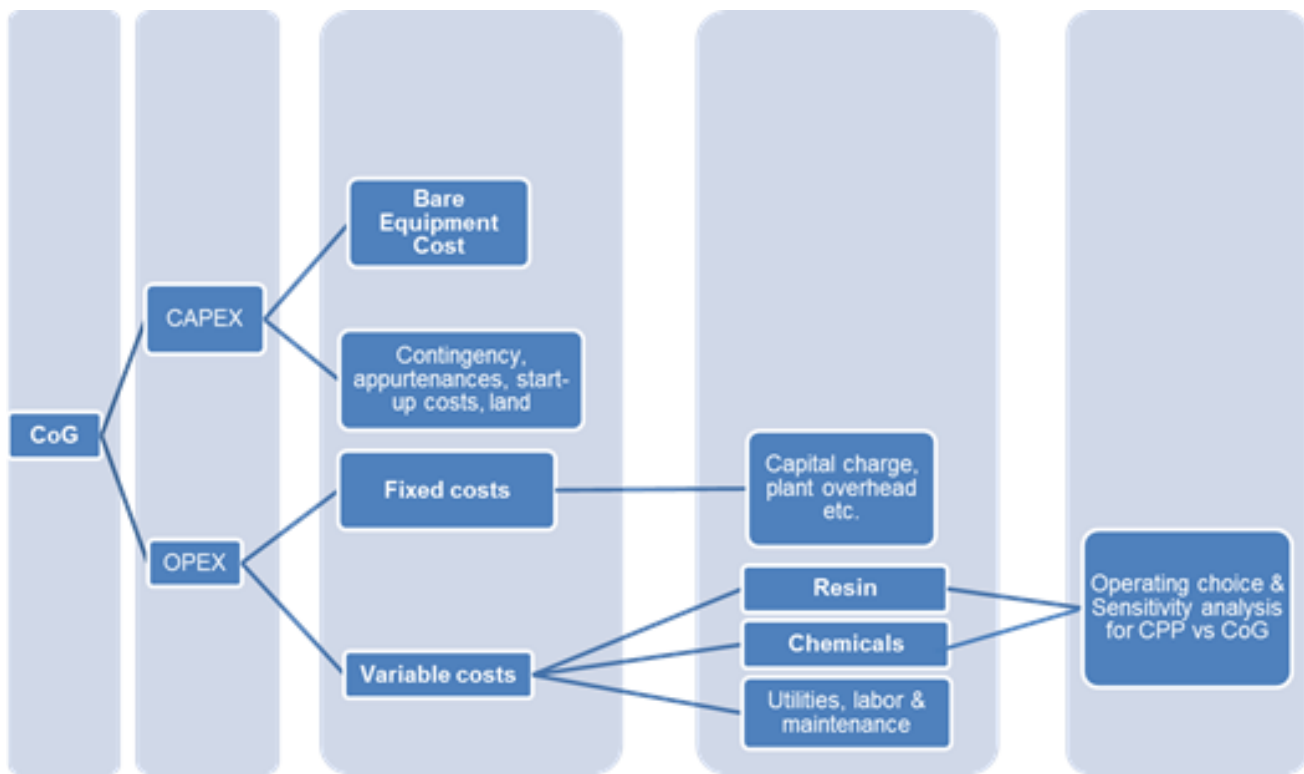 CoG
CAPEX
OPEX
Bare
Equipment
Cost
Contingency,
appurtenances, start-
up costs, land
Fixed costs
Variable costs
Capital charge,
plant overhead
etc.
Resin
Chemicals
Utilities, labor &
maintenance
Operating choice &
Sensitivity analysis
for CPP vs CoG